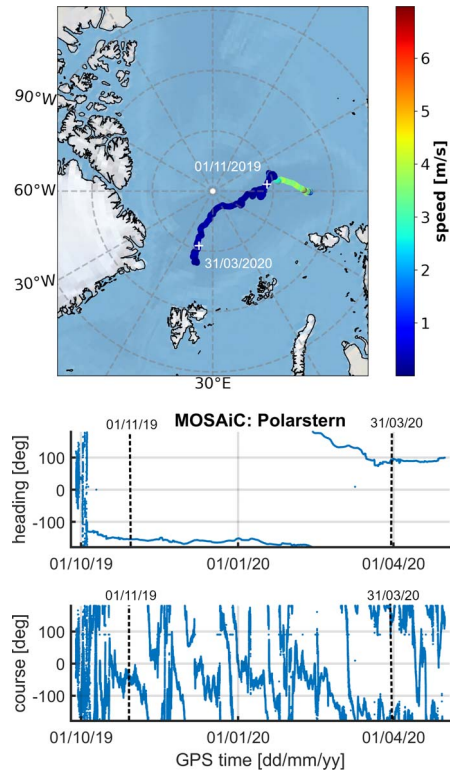 90°W
60°W
30°W
30°E
01/11/2019
31/03/2020
6
5
4
3
2
1
speed [m/s]
MOSAiC: Polarstern
01/11/19
31/03/20
100
0
-100
heading [deg]
01/10/19
01/01/20
01/04/20
01/11/19
31/03/20
100
0
-100
course [deg]
01/10/19
01/01/20
01/04/20
GPS time [dd/mm/yy]